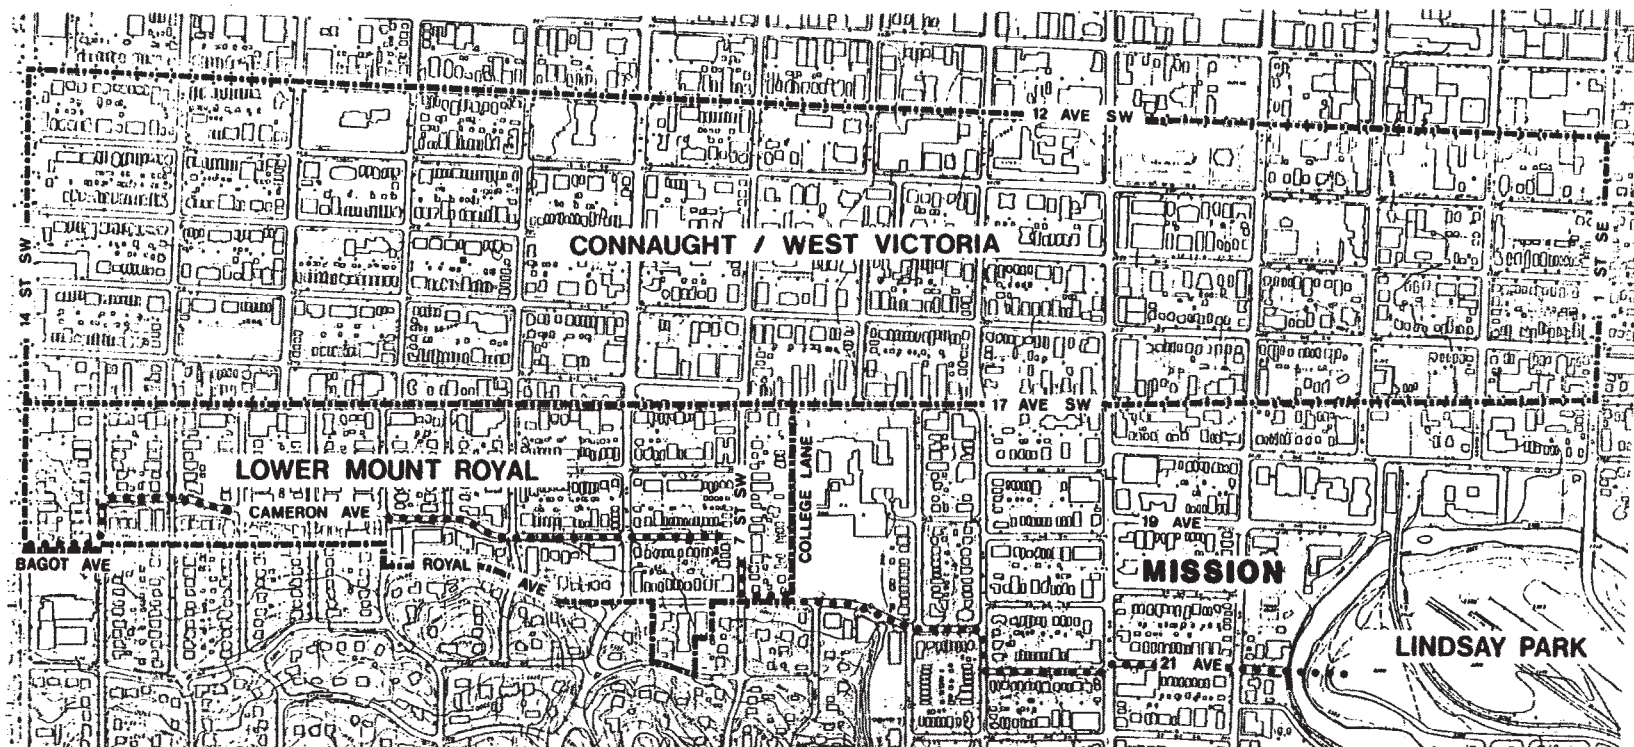 12 AVE SW
CONNAUGHT / WEST VICTORIA
14 ST SW
1 ST SE
17 AVE SW
LOWER MOUNT ROYAL
CAMERON AVE
7 ST SW
COLLEGE LANE
19 AVE
BAGOT AVE
ROYAL AVE
MISSION
LINDSAY PARK
21 AVE